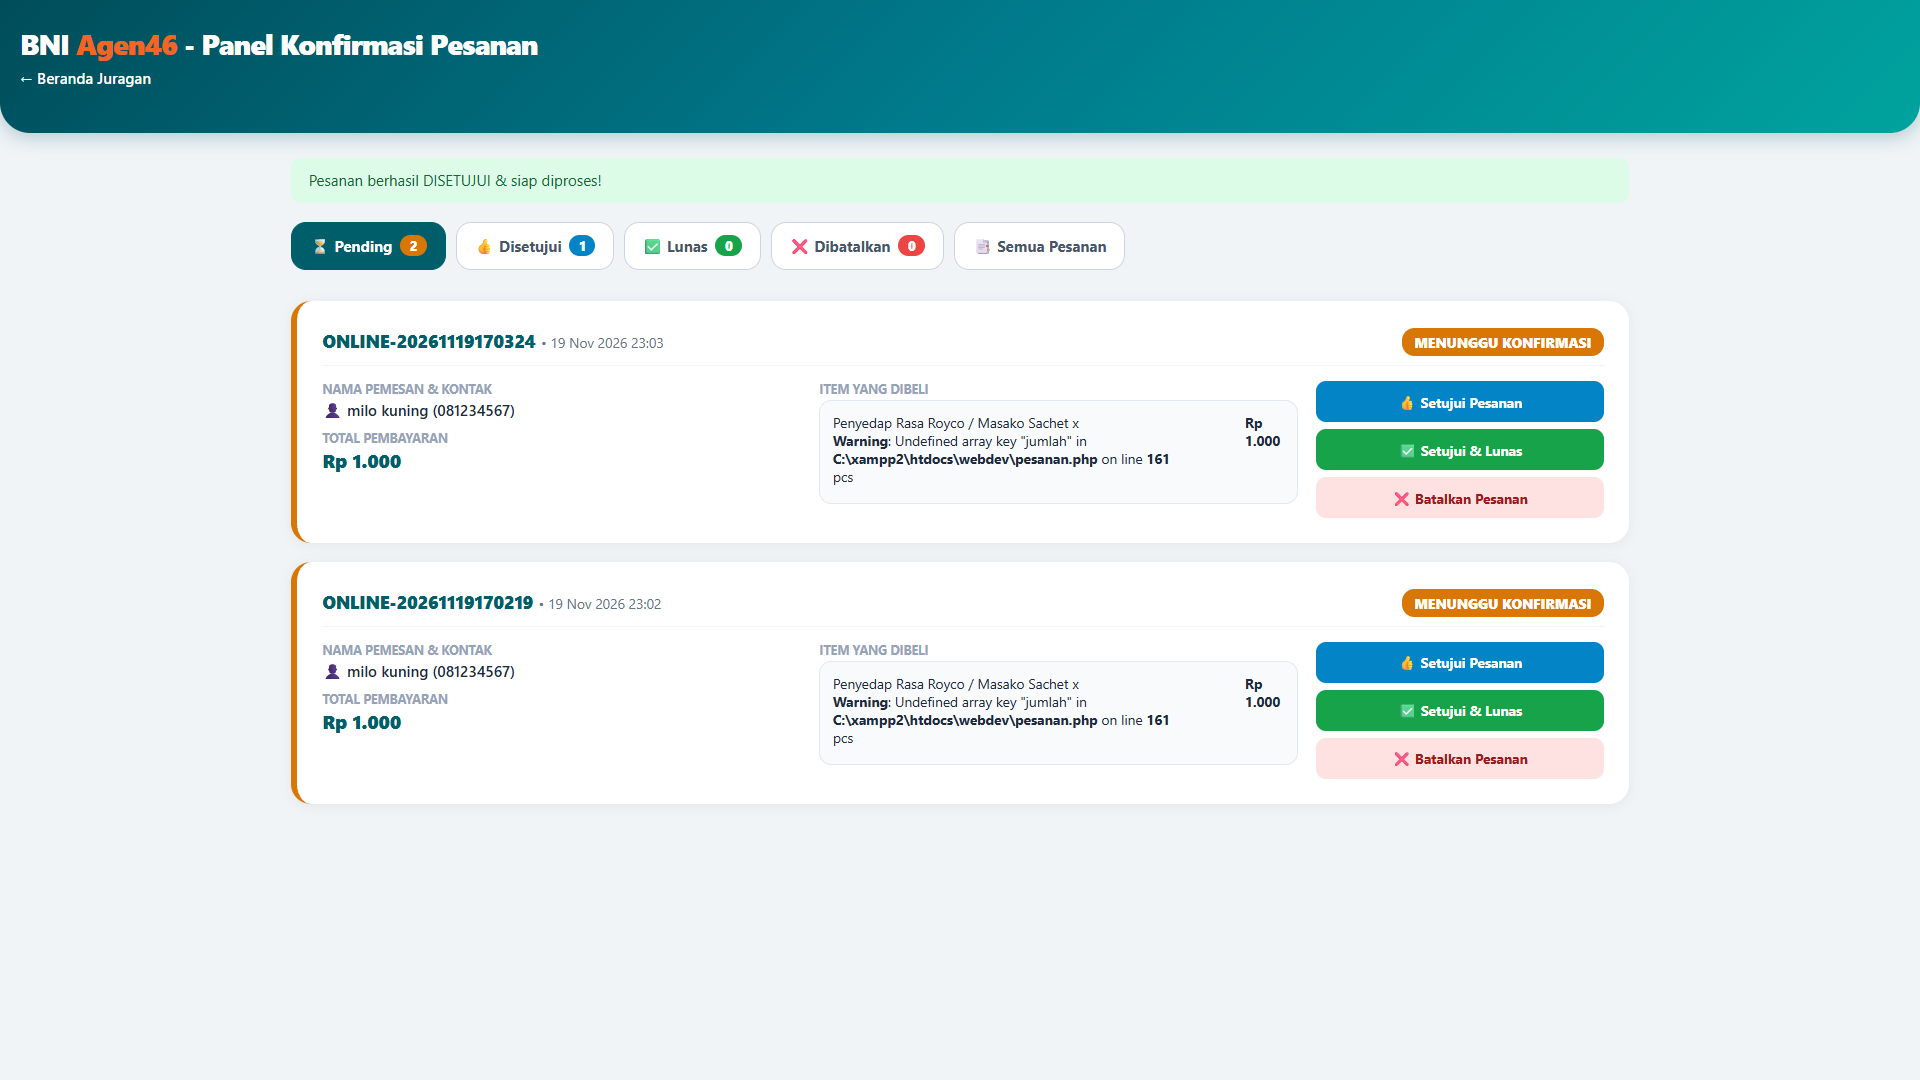 BNI Agen46 - Panel Konfirmasi Pesanan
← Beranda Juragan
Pesanan berhasil DISETUJUI & siap diproses!
⏳ Pending 2
👍 Disetujui 1
✅ Lunas 0
❌ Dibatalkan 0
📑 Semua Pesanan
ONLINE-20261119170324 • 19 Nov 2026 23:03
MENUNGGU KONFIRMASI
NAMA PEMESAN & KONTAK
👤 milo kuning (081234567)
TOTAL PEMBAYARAN
Rp 1.000
ITEM YANG DIBELI
Penyedap Rasa Royco / Masako Sachet x
Warning: Undefined array key "jumlah" in
C:\xampp2\htdocs\webdev\pesanan.php on line 161
pcs
Rp
1.000
👍 Setujui Pesanan
✅ Setujui & Lunas
❌ Batalkan Pesanan
ONLINE-20261119170219 • 19 Nov 2026 23:02
MENUNGGU KONFIRMASI
NAMA PEMESAN & KONTAK
👤 milo kuning (081234567)
TOTAL PEMBAYARAN
Rp 1.000
ITEM YANG DIBELI
Penyedap Rasa Royco / Masako Sachet x
Warning: Undefined array key "jumlah" in
C:\xampp2\htdocs\webdev\pesanan.php on line 161
pcs
Rp
1.000
👍 Setujui Pesanan
✅ Setujui & Lunas
❌ Batalkan Pesanan